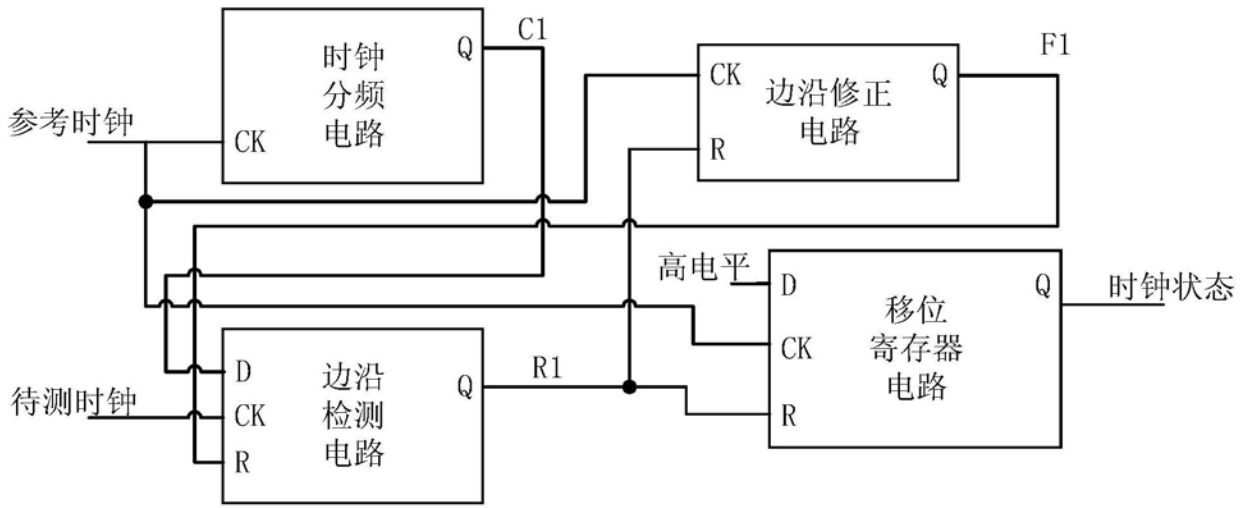 参考时钟
时钟
分频
电路
Q
CK
C1
CK
R
边沿修正
电路
Q
F1
待测时钟
D
CK
R
边沿
检测
电路
Q
R1
高电平
D
CK
R
移位
寄存器
电路
Q
时钟状态